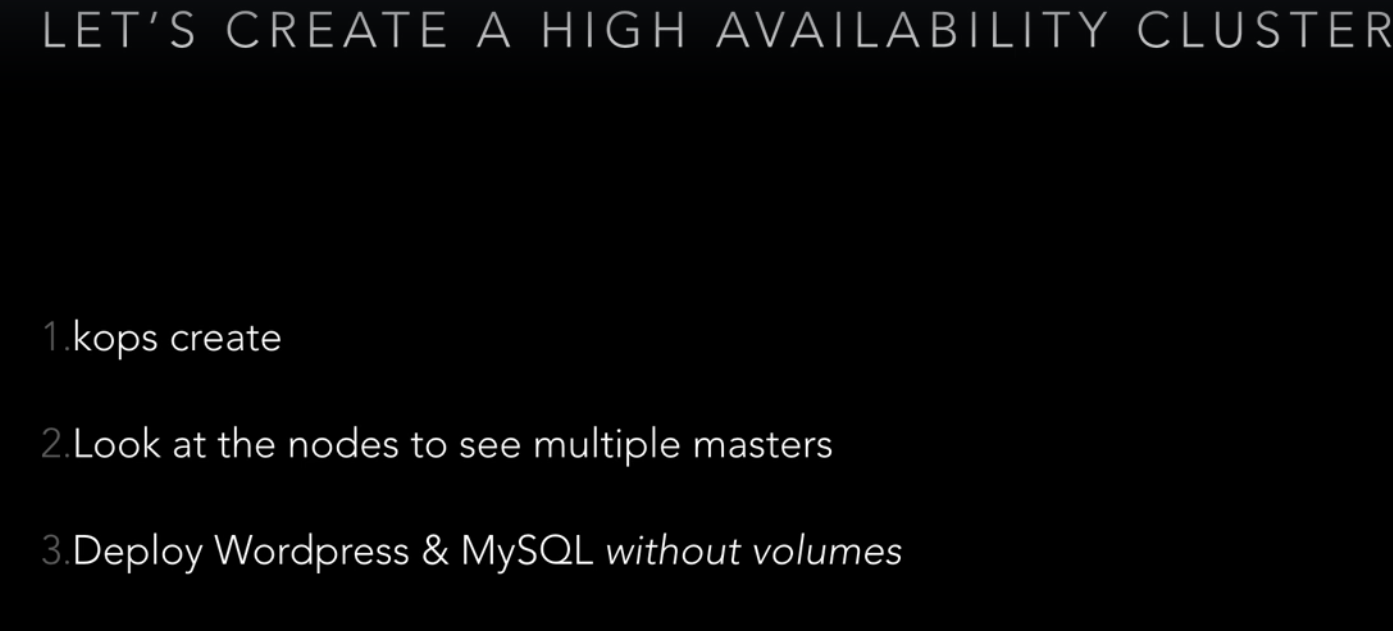 LET’S CREATE A HIGH AVAILABILITY CLUSTER
1.kops create
2.Look at the nodes to see multiple masters
3.Deploy Wordpress & MySQL without volumes